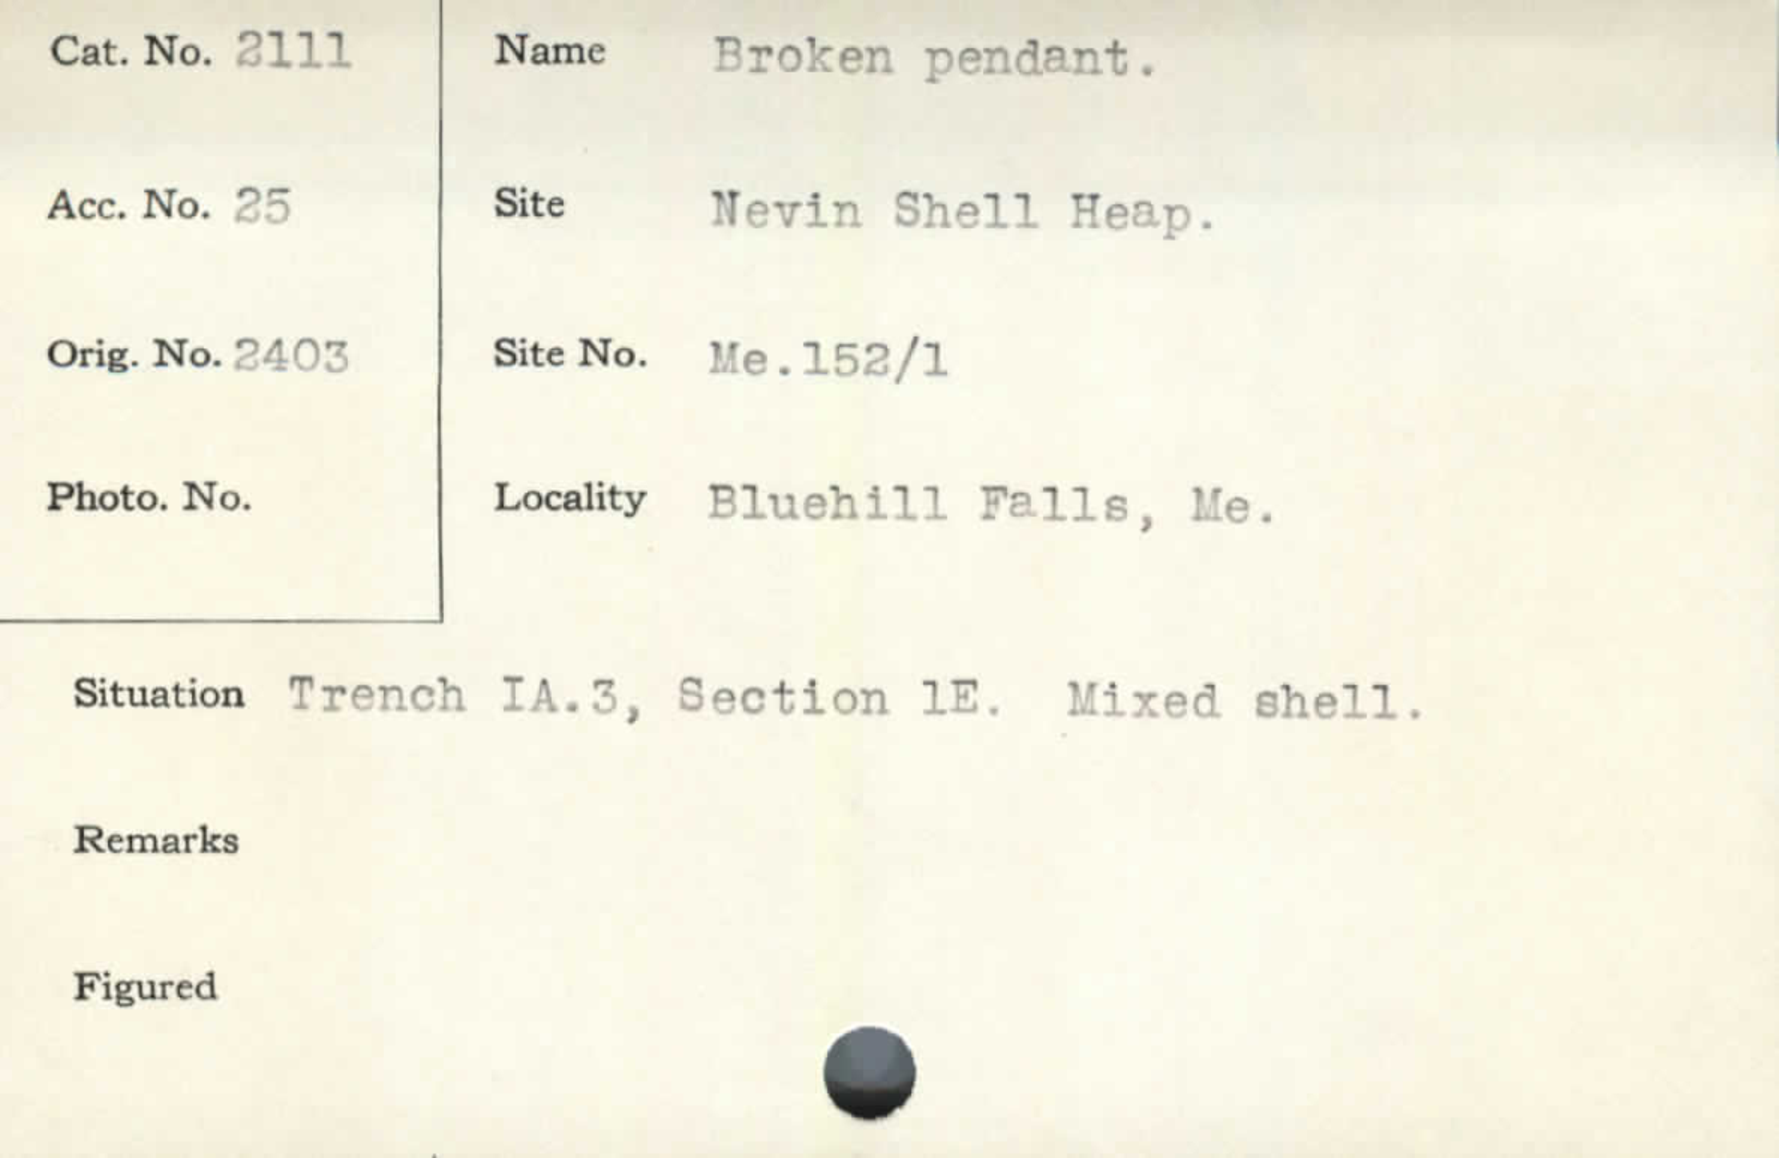 Cat. No. 2111
Name Broken pendant.
Acc. No. 25
Site Nevin Shell Heap.
Orig. No. 2403
Site No. Me.152/1
Photo. No.
Locality Bluehill Falls, Me.
Situation Trench IA.3, Section 1E. Mixed shell.
Remarks
Figured